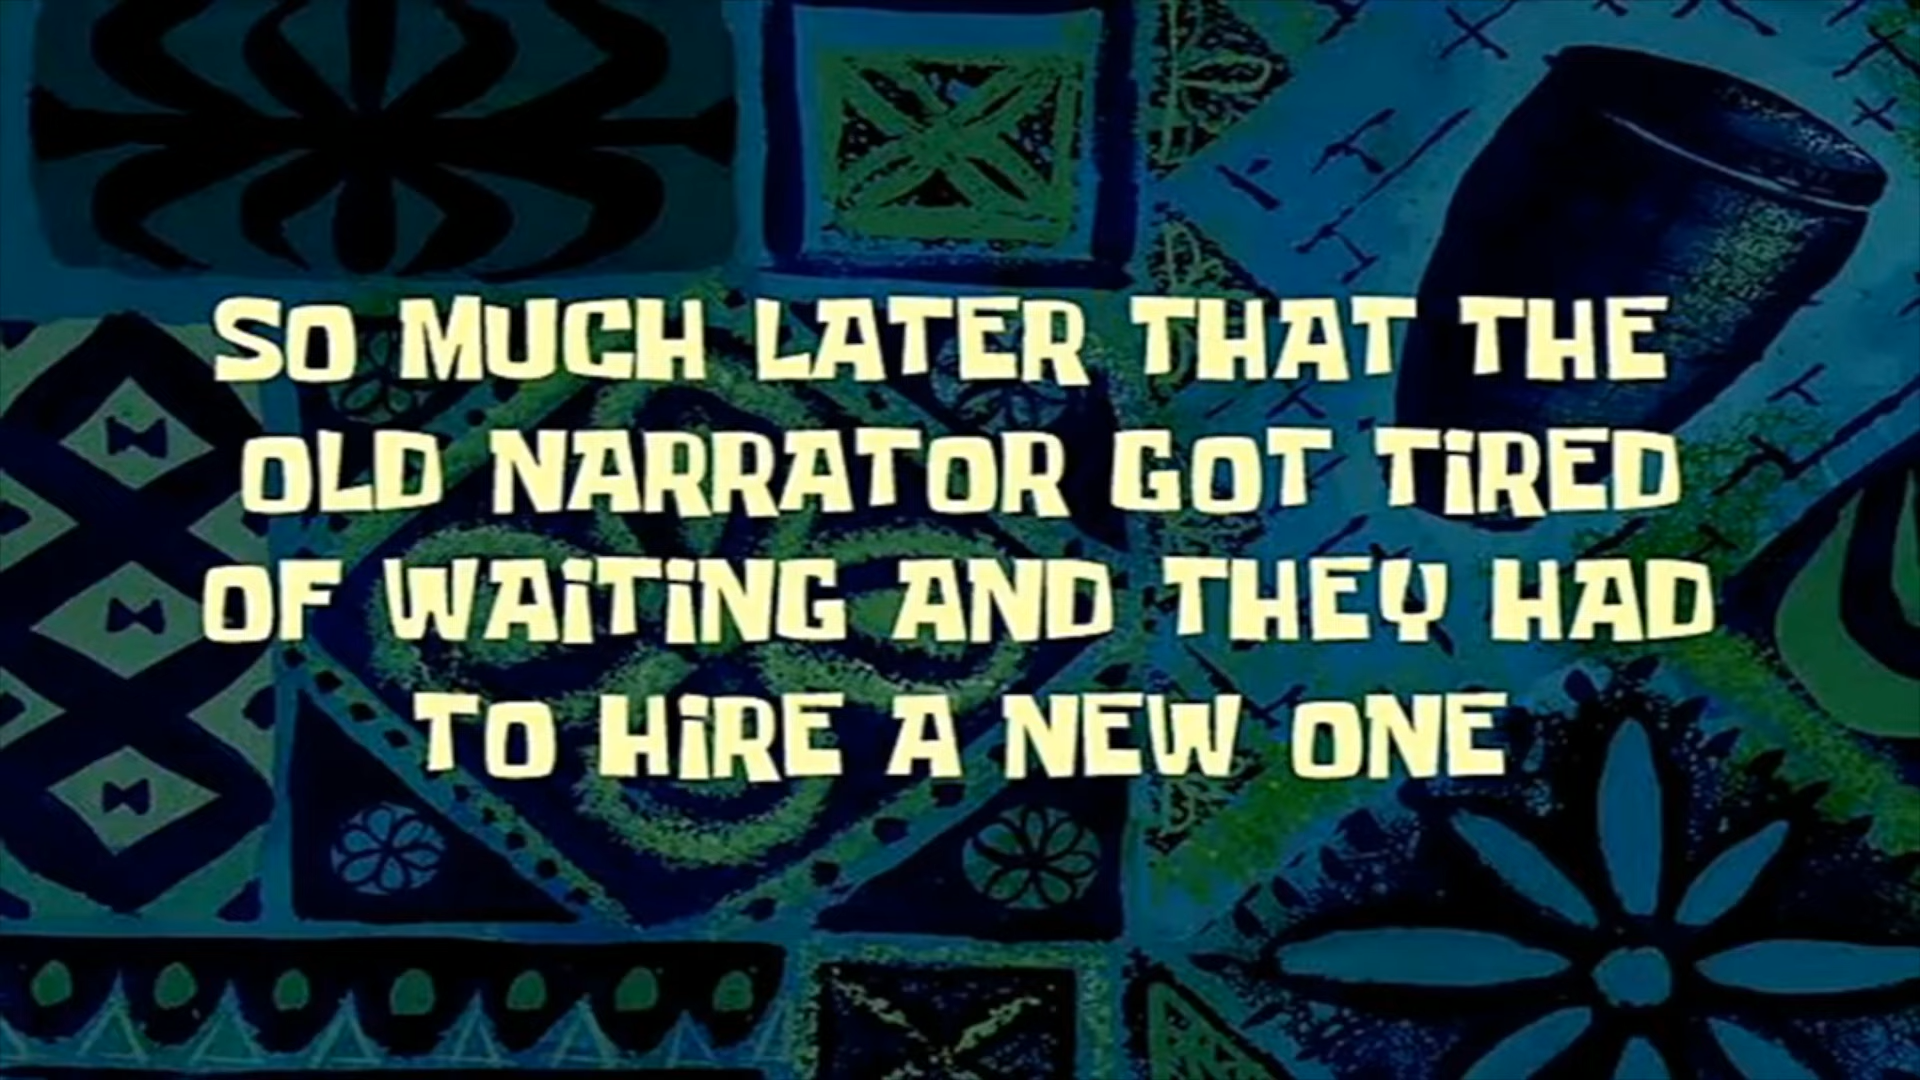 SO MUCH LATER THAT THE
OLD NARRATOR GOT TiRED
OF WAiTiNG AND THEY HAD
TO HiRE A NEW ONE